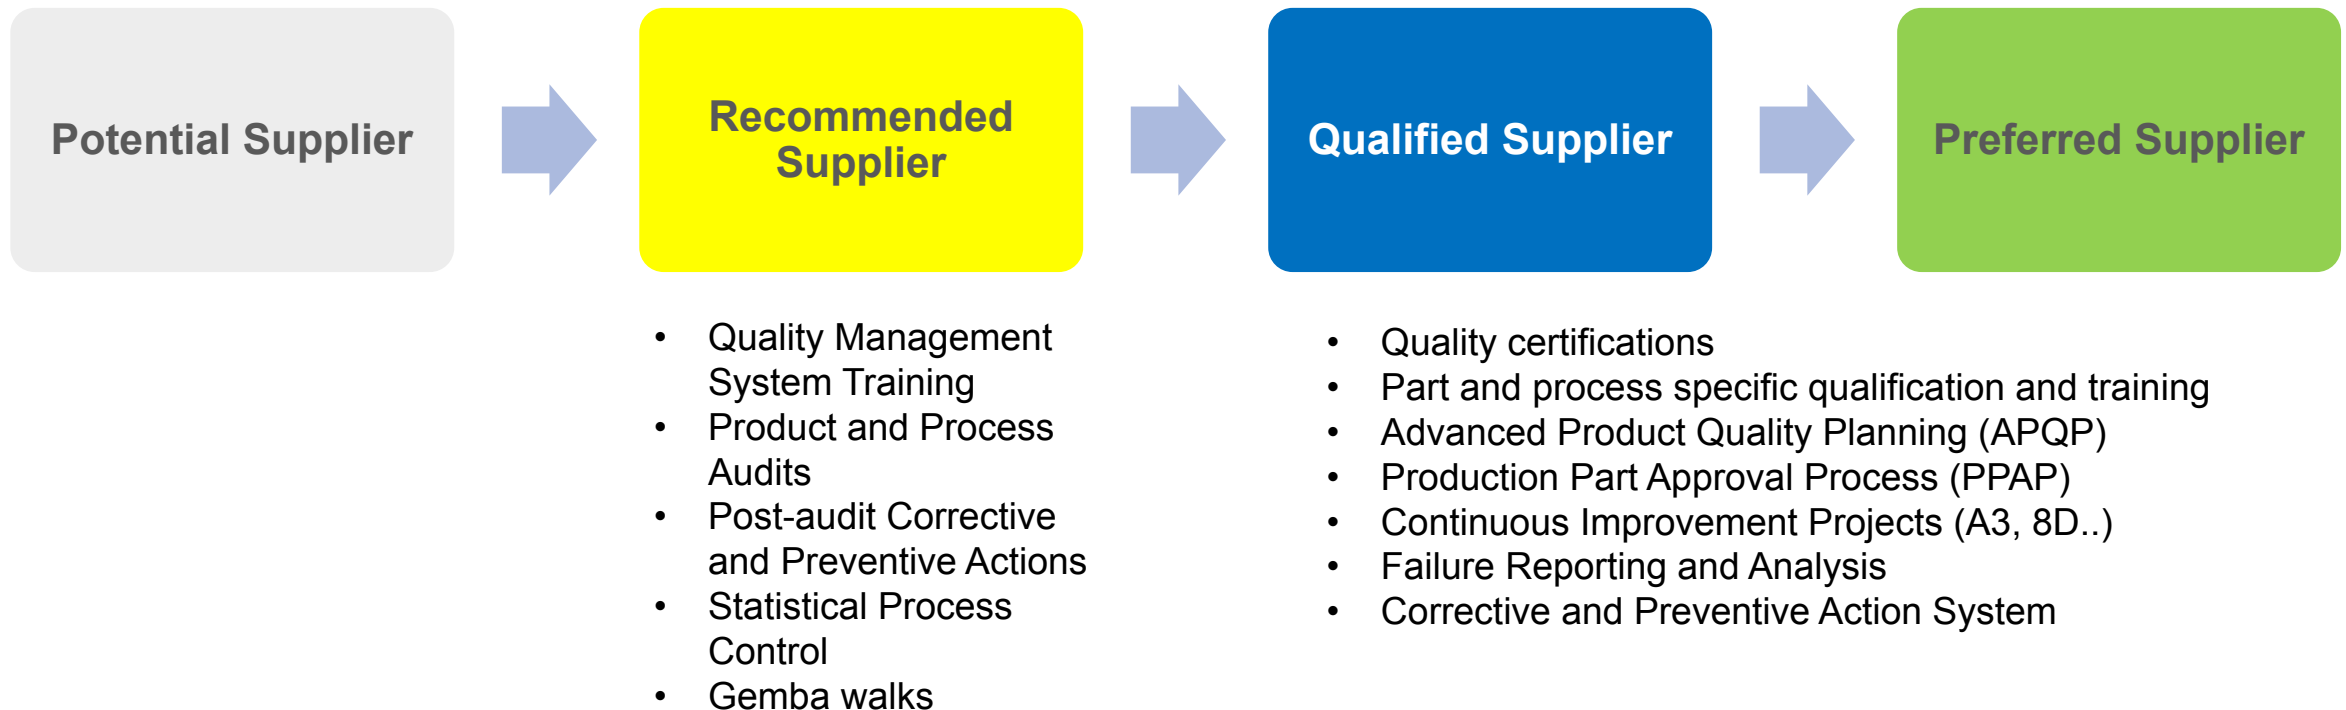 Potential Supplier
Recommended
Supplier
Qualified Supplier
Preferred Supplier
• Quality Management
System Training
• Product and Process
Audits
• Post-audit Corrective
and Preventive Actions
• Statistical Process
Control
• Gemba walks
• Quality certifications
• Part and process specific qualification and training
• Advanced Product Quality Planning (APQP)
• Production Part Approval Process (PPAP)
• Continuous Improvement Projects (A3, 8D..)
• Failure Reporting and Analysis
• Corrective and Preventive Action System